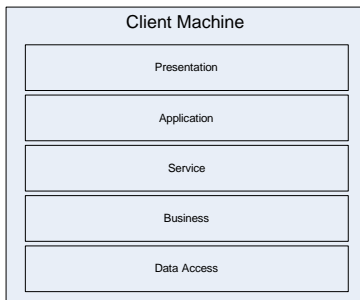 Client Machine
Presentation
Application
Service
Business
Data Access